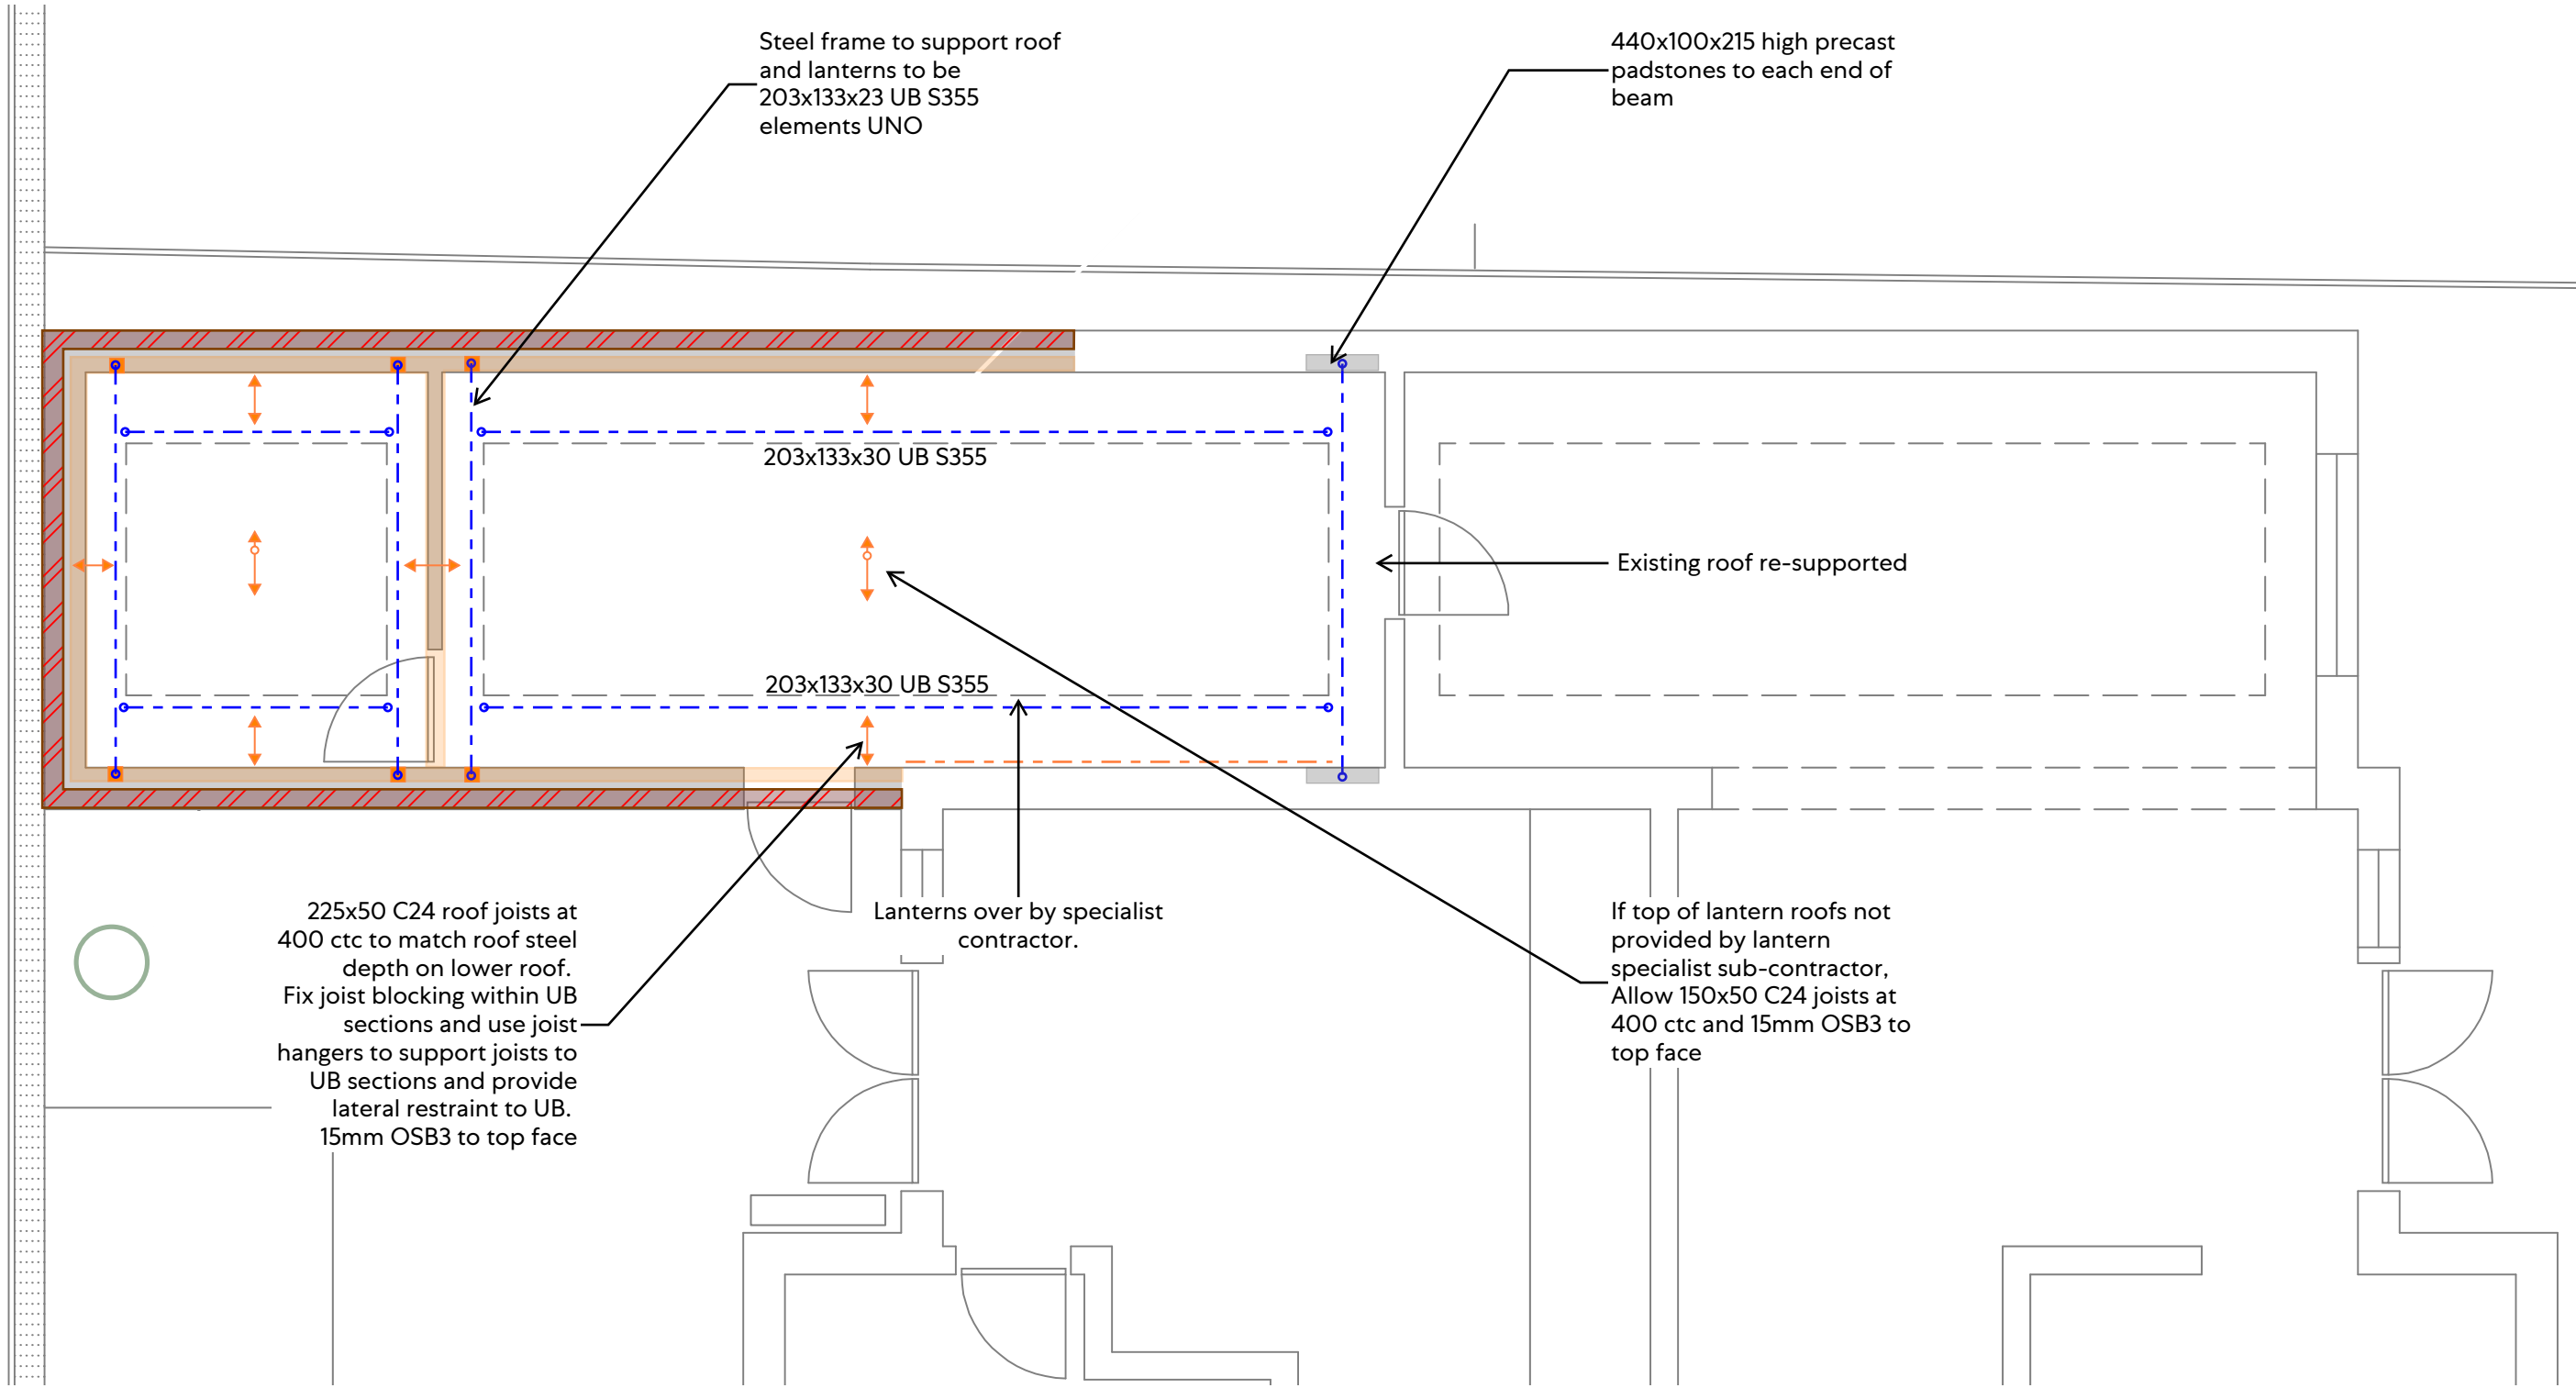 Steel frame to support roof
and lanterns to be
203x133x23 UB S355
elements UNO
440x100x215 high precast
padstones to each end of
beam
203x133x30 UB S355
Existing roof re-supported
203x133x30 UB S355
225x50 C24 roof joists at
400 ctc to match roof steel
depth on lower roof.
Fix joist blocking within UB
sections and use joist
hangers to support joists to
UB sections and provide
lateral restraint to UB.
15mm OSB3 to top face
Lanterns over by specialist
contractor.
If top of lantern roofs not
provided by lantern
specialist sub-contractor,
Allow 150x50 C24 joists at
400 ctc and 15mm OSB3 to
top face